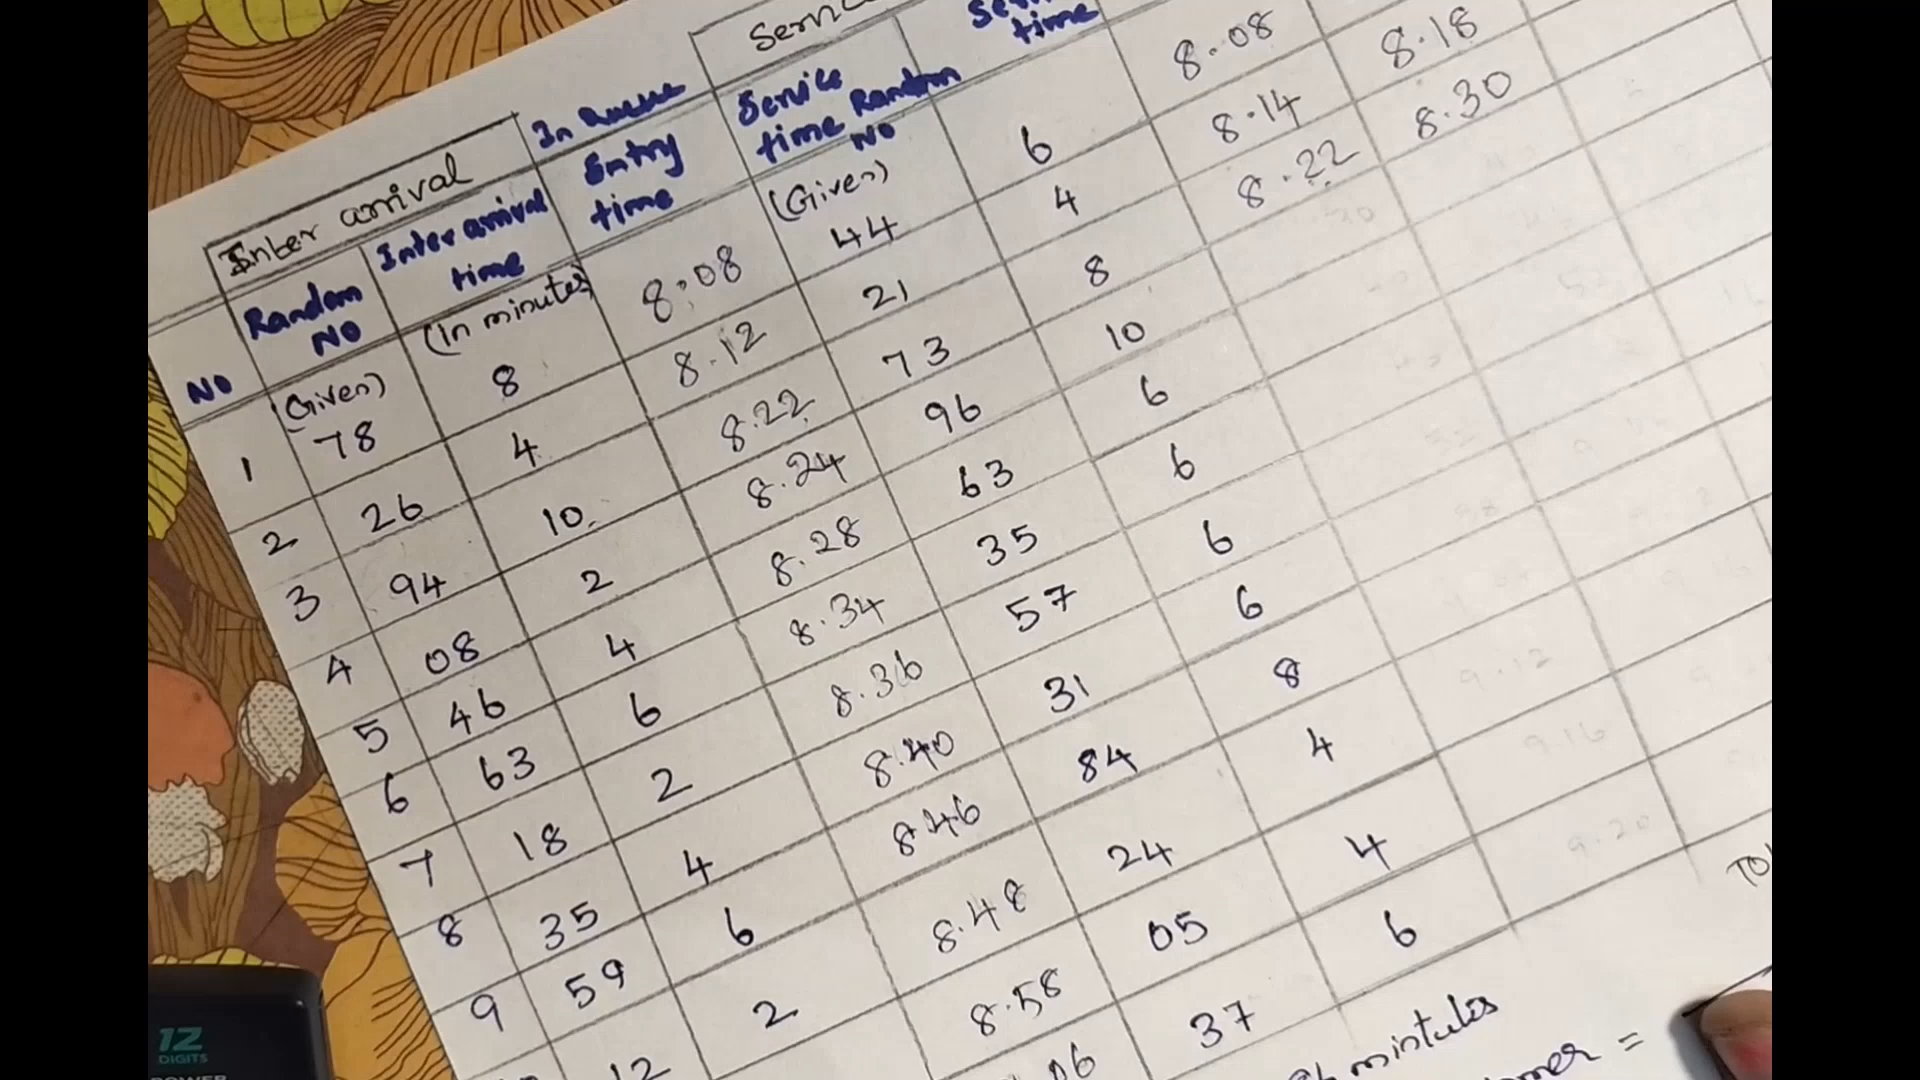 Inter arrival
In Queue
Entry time
Service time Random NO
(Given)
time
NO
Random NO
(Given)
Inter arrival time
(In minutes)
1 78 8 8.08 44 6 8.08
2 26 4 8.12 21 4 8.14 8.18
3 94 10 8.22 73 8 8.22 8.30
4 08 2 8.24 96 10
5 46 4 8.28 63 6
6 63 6 8.34 35 6
7 18 2 8.36 57 6
8 35 4 8.40 31 6
9 59 6 8.46 84 8
12 2 8.48 24 4
8.58 05 4
06 37 6
12
DIGITS
POWER